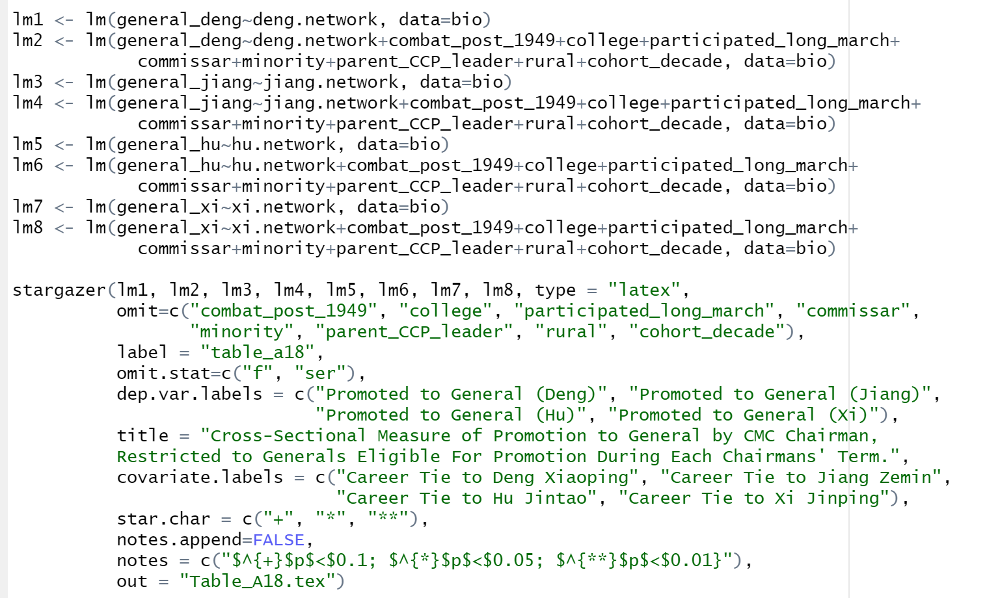 lm1 <- lm(general_deng~deng.network, data=bio)
lm2 <- lm(general_deng~deng.network+combat_post_1949+college+participated_long_march+
            commissar+minority+parent_CCP_leader+rural+cohort_decade, data=bio)
lm3 <- lm(general_jiang~jiang.network, data=bio)
lm4 <- lm(general_jiang~jiang.network+combat_post_1949+college+participated_long_march+
            commissar+minority+parent_CCP_leader+rural+cohort_decade, data=bio)
lm5 <- lm(general_hu~hu.network, data=bio)
lm6 <- lm(general_hu~hu.network+combat_post_1949+college+participated_long_march+
            commissar+minority+parent_CCP_leader+rural+cohort_decade, data=bio)
lm7 <- lm(general_xi~xi.network, data=bio)
lm8 <- lm(general_xi~xi.network+combat_post_1949+college+participated_long_march+
            commissar+minority+parent_CCP_leader+rural+cohort_decade, data=bio)

stargazer(lm1, lm2, lm3, lm4, lm5, lm6, lm7, lm8, type = "latex",
          omit=c("combat_post_1949", "college", "participated_long_march", "commissar",
                 "minority", "parent_CCP_leader", "rural", "cohort_decade"),
          label = "table_a18",
          omit.stat=c("f", "ser"),
          dep.var.labels = c("Promoted to General (Deng)", "Promoted to General (Jiang)",
                             "Promoted to General (Hu)", "Promoted to General (Xi)"),
          title = "Cross-Sectional Measure of Promotion to General by CMC Chairman,
          Restricted to Generals Eligible For Promotion During Each Chairmans' Term.",
          covariate.labels = c("Career Tie to Deng Xiaoping", "Career Tie to Jiang Zemin",
                               "Career Tie to Hu Jintao", "Career Tie to Xi Jinping"),
          star.char = c("+", "*", "**"),
          notes.append=FALSE,
          notes = c("$^{+}$p$<$0.1; $^{*}$p$<$0.05; $^{**}$p$<$0.01}"),
          out = "Table_A18.tex")